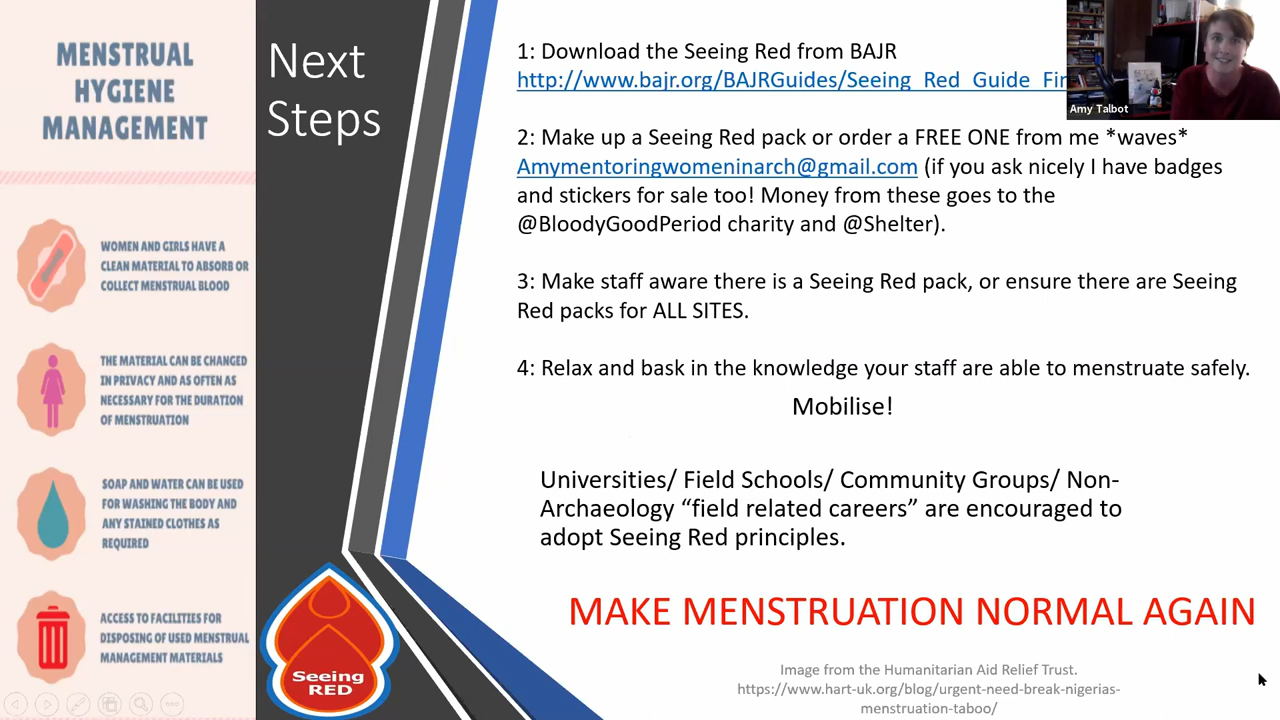 MENSTRUAL
HYGIENE
MANAGEMENT
WOMEN AND GIRLS HAVE A
CLEAN MATERIAL TO ABSORB OR
COLLECT MENSTRUAL BLOOD
THE MATERIAL CAN BE CHANGED
IN PRIVACY AND AS OFTEN AS
NECESSARY FOR THE DURATION
OF MENSTRUATION
SOAP AND WATER CAN BE USED
FOR WASHING THE BODY AND
ANY STAINED CLOTHES AS
REQUIRED
ACCESS TO FACILITIES FOR
DISPOSING OF USED MENSTRUAL
MANAGEMENT MATERIALS
Next
Steps
Seeing
RED
1: Download the Seeing Red from BAJR
http://www.bajr.org/BAJRGuides/Seeing_Red_Guide_Fin
Amy Talbot
2: Make up a Seeing Red pack or order a FREE ONE from me *waves*
Amymentoringwomeninarch@gmail.com (if you ask nicely I have badges
and stickers for sale too! Money from these goes to the
@BloodyGoodPeriod charity and @Shelter).
3: Make staff aware there is a Seeing Red pack, or ensure there are Seeing
Red packs for ALL SITES.
4: Relax and bask in the knowledge your staff are able to menstruate safely.
Mobilise!
Universities/ Field Schools/ Community Groups/ Non-
Archaeology “field related careers” are encouraged to
adopt Seeing Red principles.
MAKE MENSTRUATION NORMAL AGAIN
Image from the Humanitarian Aid Relief Trust.
https://www.hart-uk.org/blog/urgent-need-break-nigerias-
menstruation-taboo/